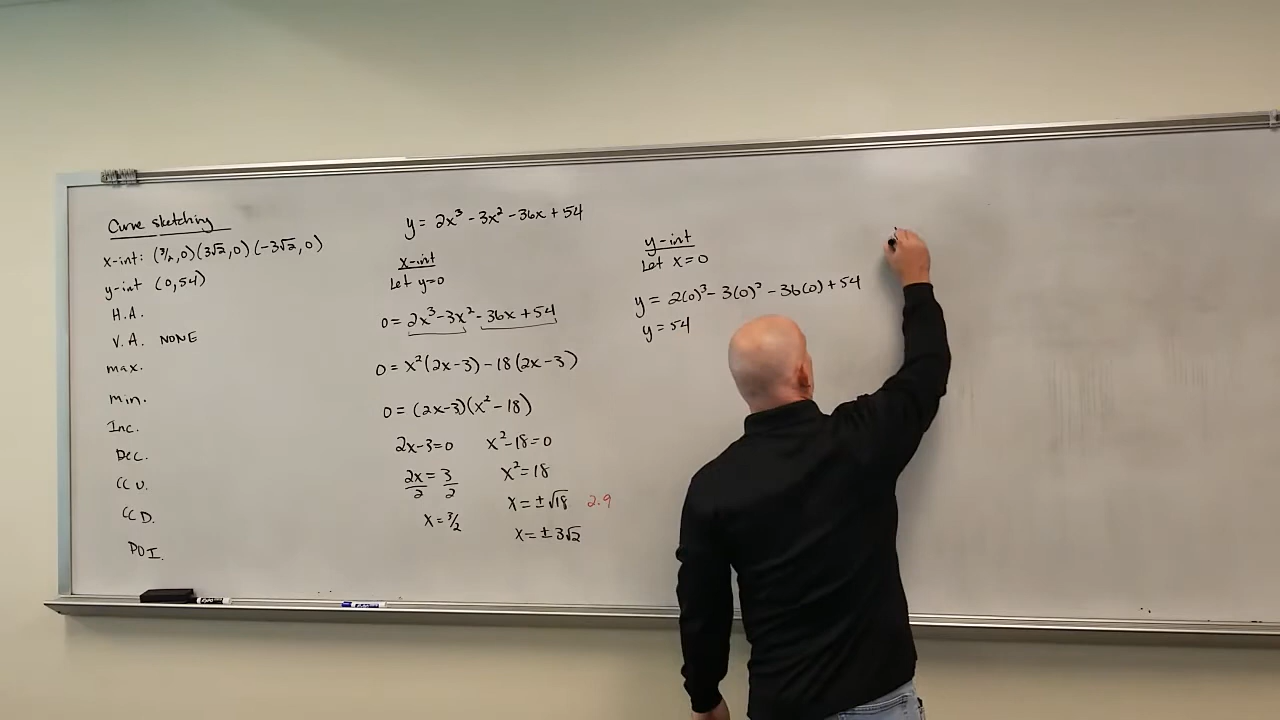 Curve sketching
x-int: (3/2, 0) (3√2, 0) (-3√2, 0)
y-int (0, 54)
H.A.
V.A. NONE
max.
min.
Inc.
Dec.
CC U.
CC D.
POI.
y = 2x³ - 3x² - 36x + 54
x-int
Let y=0
0 = 2x³ - 3x² - 36x + 54
0 = x²(2x-3) - 18(2x-3)
0 = (2x-3)(x² - 18)
2x-3=0 x²-18=0
2x/2 = 3/2 x² = 18
x = 3/2 x = ±√18 2.9
x = ±3√2
y-int
Let x=0
y = 2(0)³ - 3(0)² - 36(0) + 54
y = 54